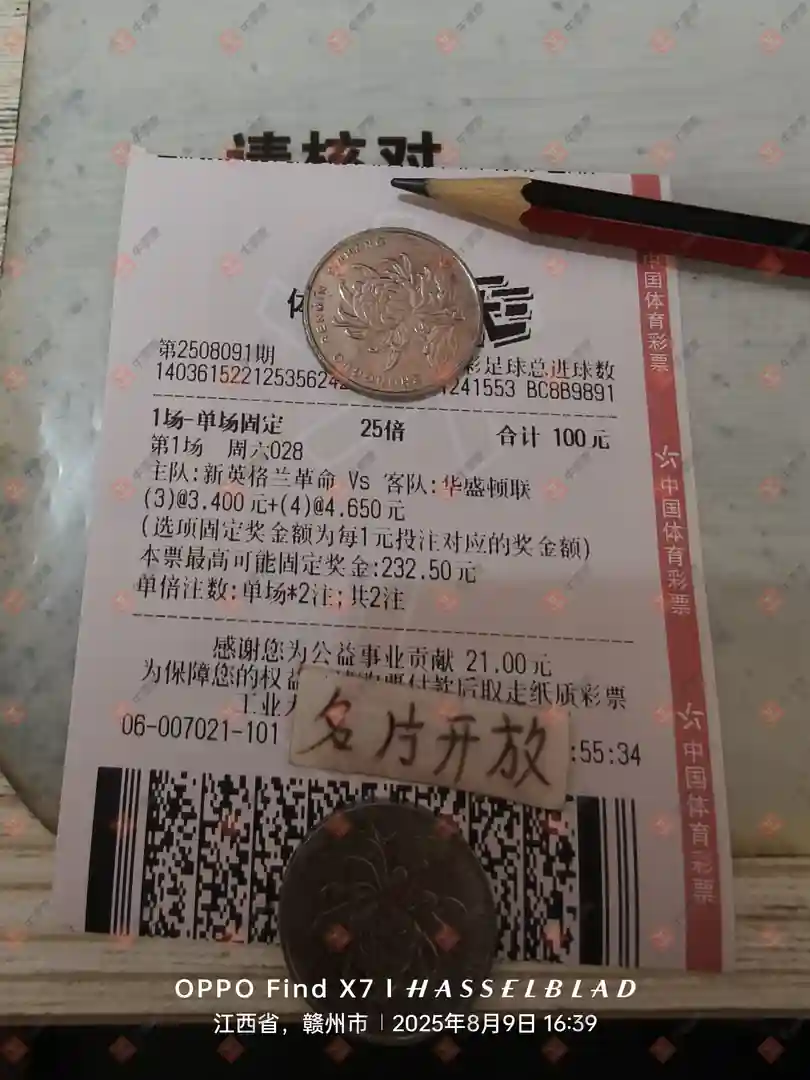 请核对
体
第2508091期 彩足球总进球数
140361522125356242 241553 BC8B9891
1场-单场固定 25倍 合计 100元
第1场 周六028
主队:新英格兰革命 Vs 客队:华盛顿联
(3)@3.400元+(4)@4.650元
(选项固定奖金额为每1元投注对应的奖金额)
本票最高可能固定奖金:232.50元
单倍注数:单场*2注;共2注
感谢您为公益事业贡献 21.00元
为保障您的权益 票付款后取走纸质彩票
工业大
06-007021-101 :55:34
名片开放
中国体育彩票
中国体育彩票
中国体育彩票
OPPO Find X7 | HASSELBLAD
江西省，赣州市 | 2025年8月9日 16:39